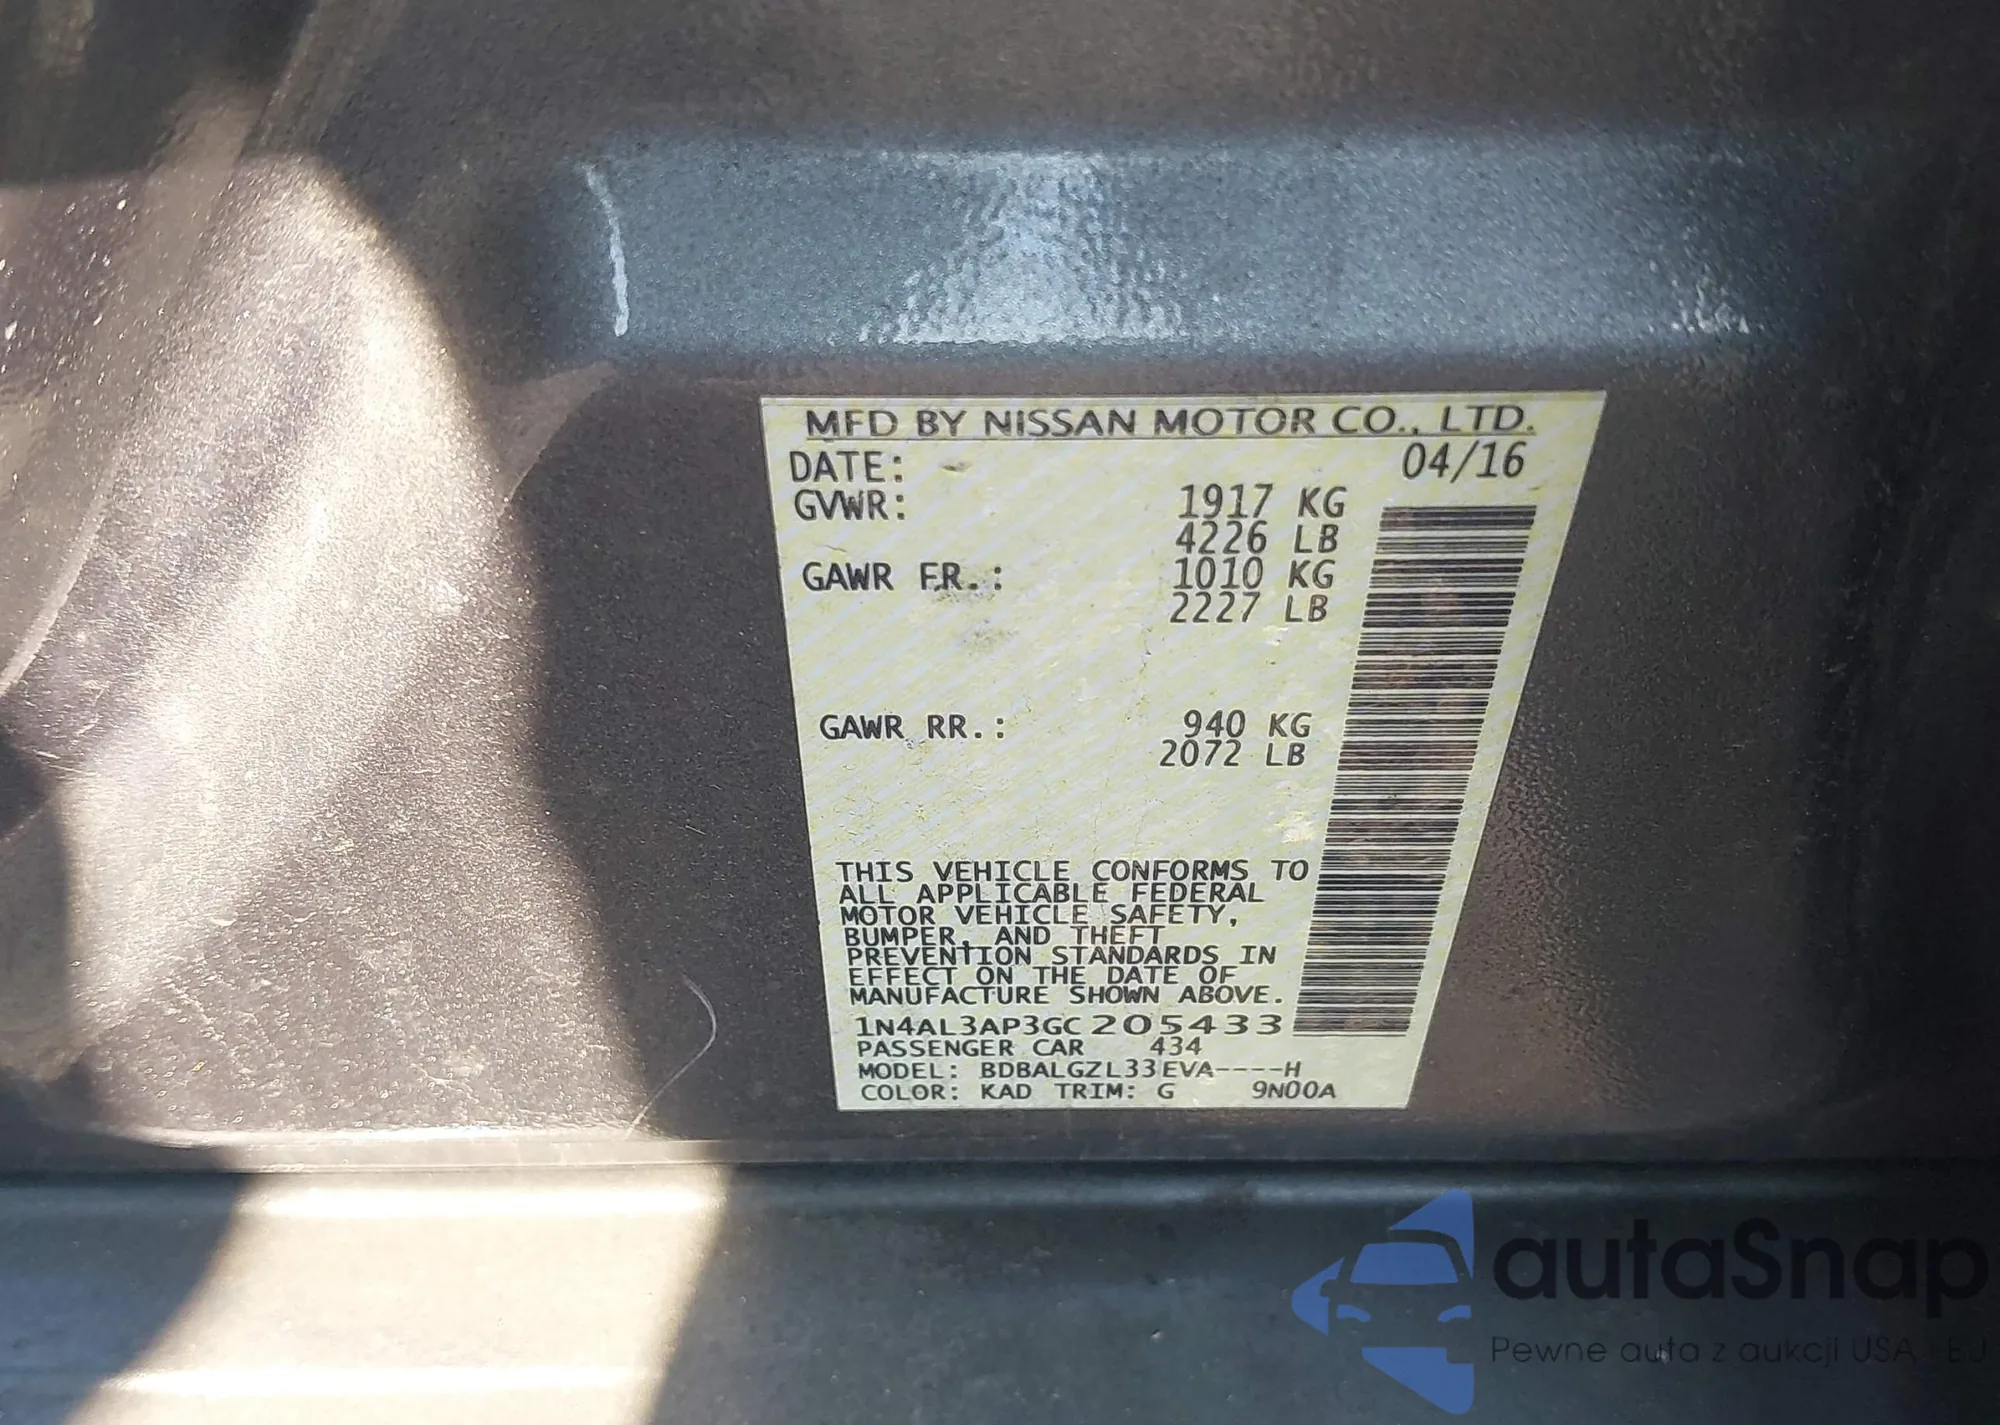 MFD BY NISSAN MOTOR CO., LTD.
DATE: 04/16
GVWR: 1917 KG
4226 LB
GAWR FR.: 1010 KG
2227 LB
GAWR RR.: 940 KG
2072 LB
THIS VEHICLE CONFORMS TO
ALL APPLICABLE FEDERAL
MOTOR VEHICLE SAFETY,
BUMPER, AND THEFT
PREVENTION STANDARDS IN
EFFECT ON THE DATE OF
MANUFACTURE SHOWN ABOVE.
1N4AL3AP3GC205433
PASSENGER CAR 434
MODEL: BDBALGZL33EVA----H
COLOR: KAD TRIM: G 9N00A
autaSnap
Pewne auta z aukcji USA i EU